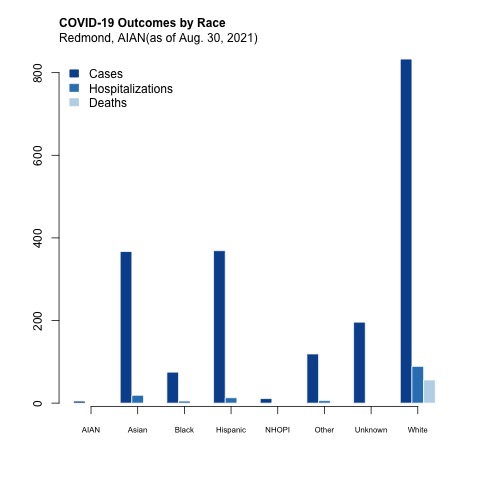 COVID-19 Outcomes by Race
Redmond, AIAN(as of Aug. 30, 2021)
Cases
Hospitalizations
Deaths
800
600
400
200
0
AIAN Asian Black Hispanic NHOPI Other Unknown White